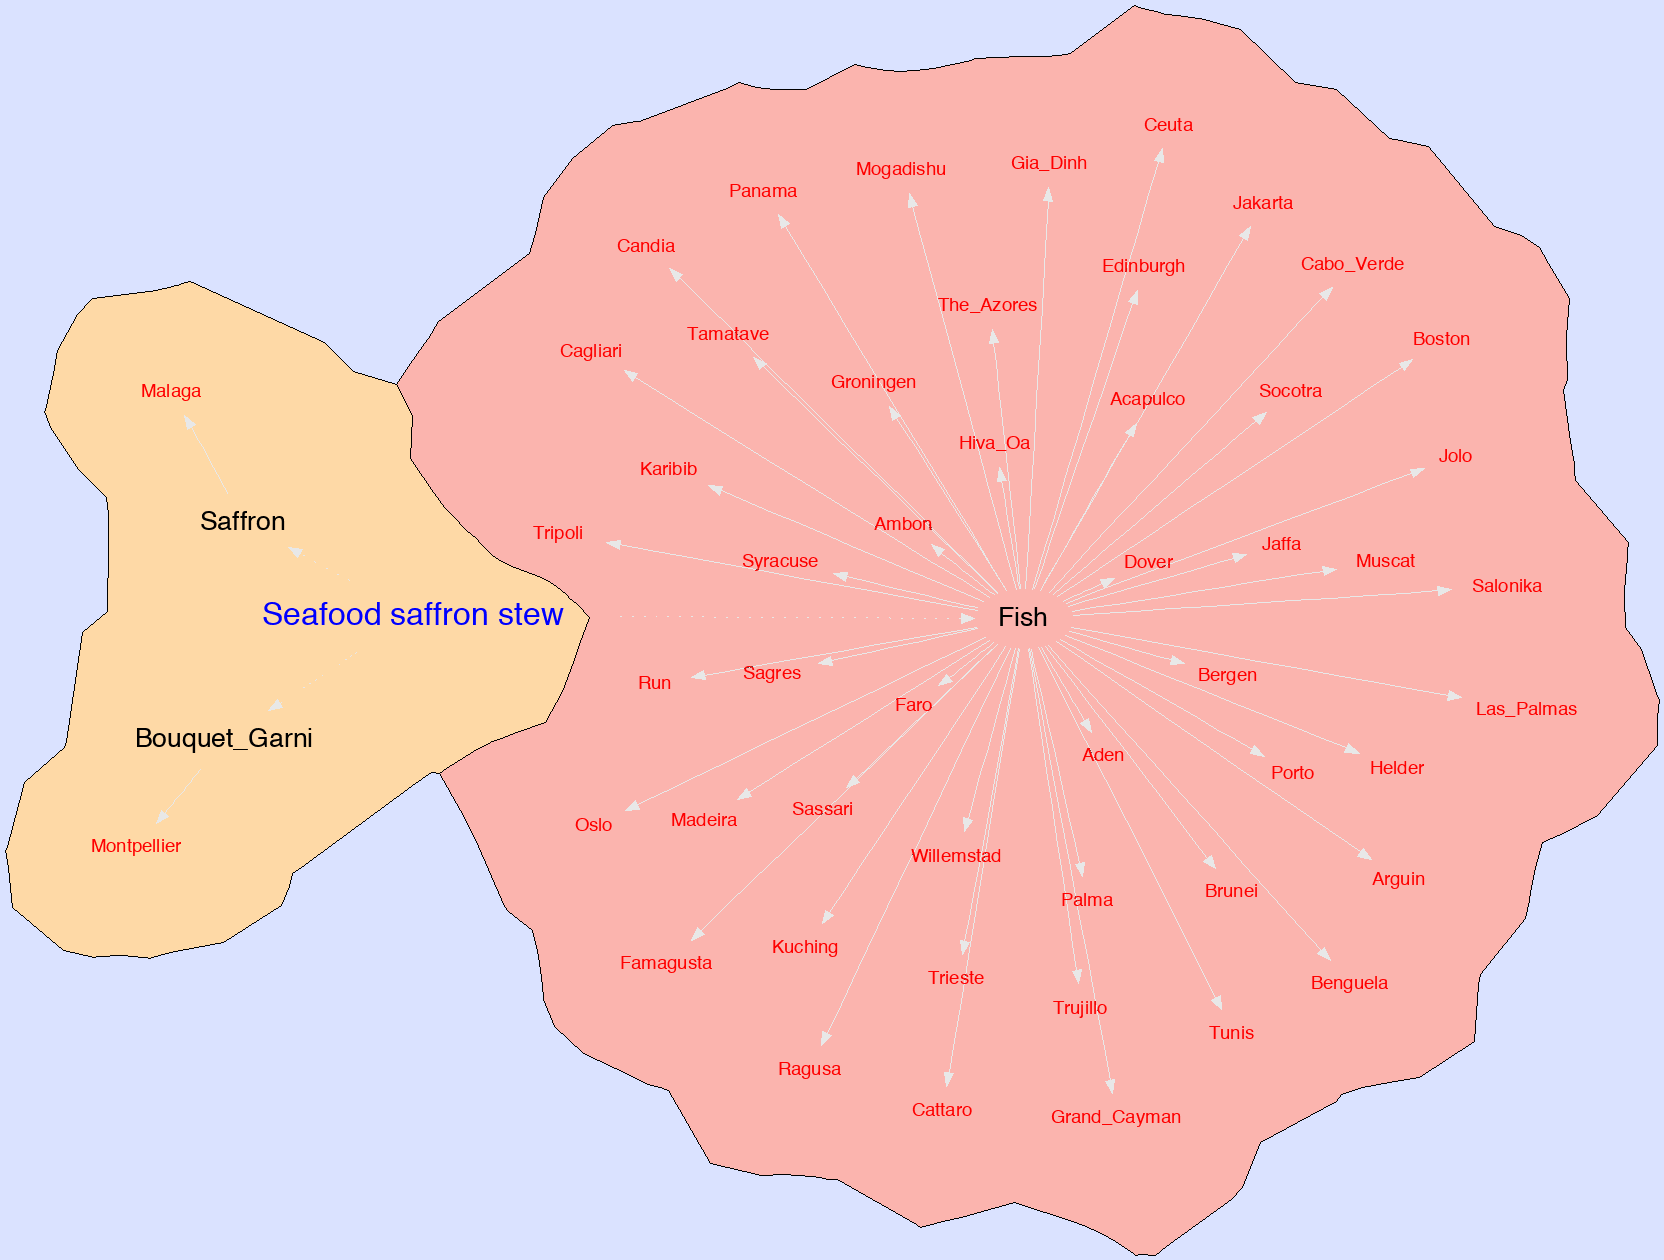 Ceuta
Gia_Dinh
Mogadishu
Panama
Jakarta
Candia
Cabo_Verde
Edinburgh
The_Azores
Tamatave
Boston
Cagliari
Groningen
Malaga
Socotra
Acapulco
Hiva_Oa
Jolo
Karibib
Saffron
Ambon
Tripoli
Jaffa
Syracuse
Dover
Muscat
Salonika
Seafood saffron stew
Fish
Sagres
Bergen
Run
Faro
Las_Palmas
Bouquet_Garni
Aden
Helder
Porto
Sassari
Madeira
Oslo
Montpellier
Willemstad
Arguin
Brunei
Palma
Kuching
Famagusta
Trieste
Benguela
Trujillo
Tunis
Ragusa
Cattaro
Grand_Cayman